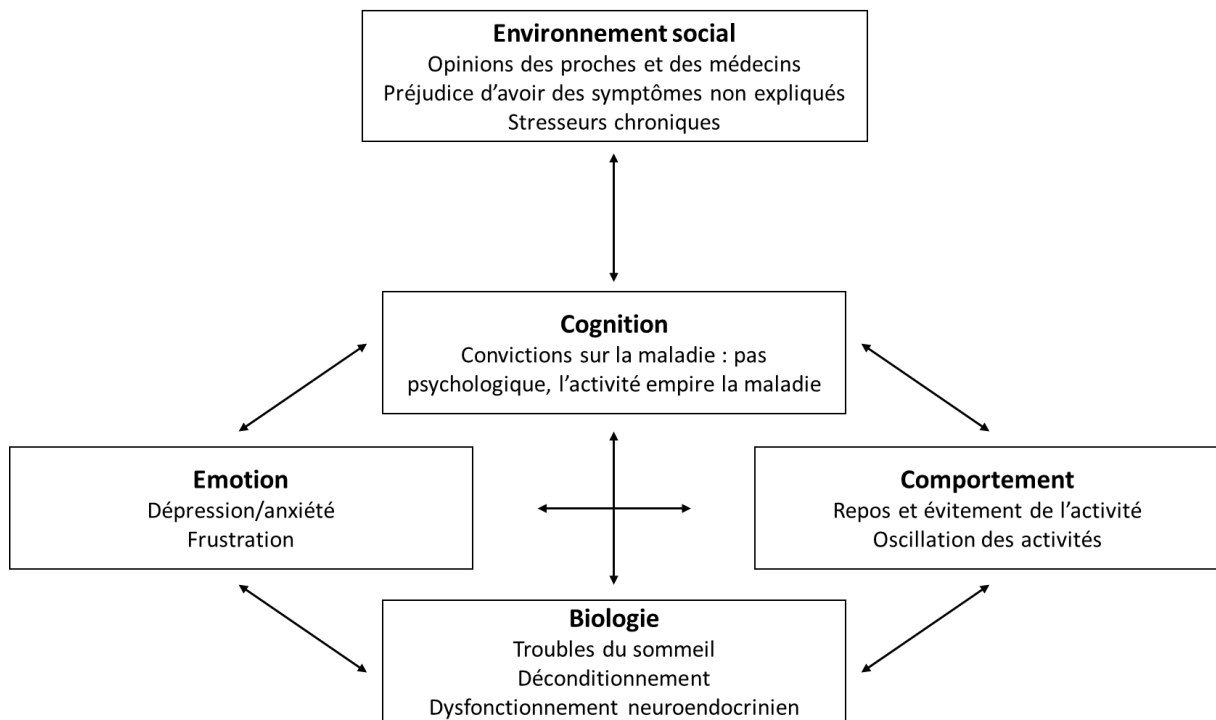 Environnement social
Opinions des proches et des médecins
Préjudice d’avoir des symptômes non expliqués
Stresseurs chroniques
Cognition
Convictions sur la maladie : pas
psychologique, l’activité empire la maladie
Emotion
Dépression/anxiété
Frustration
Comportement
Repos et évitement de l’activité
Oscillation des activités
Biologie
Troubles du sommeil
Déconditionnement
Dysfonctionnement neuroendocrinien